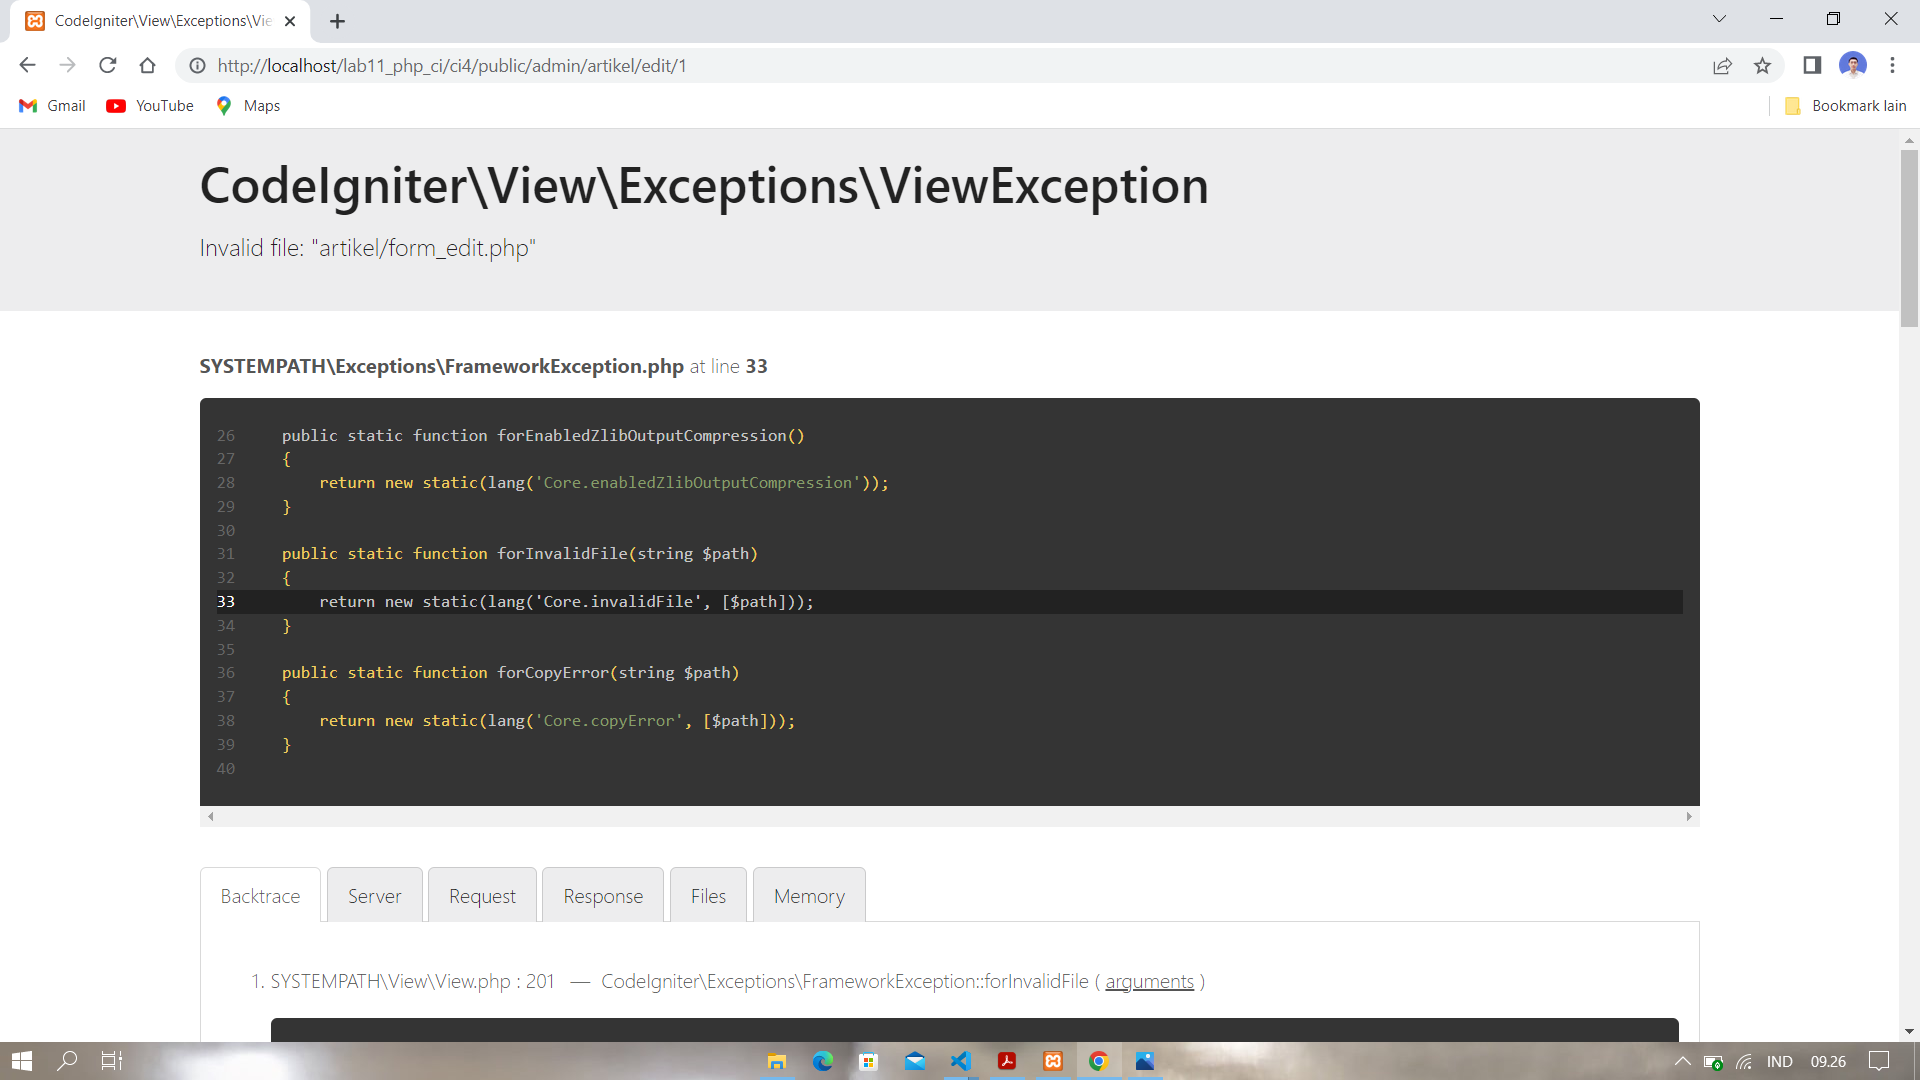 CodeIgniter\View\Exceptions\Vie
http://localhost/lab11_php_ci/ci4/public/admin/artikel/edit/1
Gmail YouTube Maps Bookmark lain
CodeIgniter\View\Exceptions\ViewException
Invalid file: "artikel/form_edit.php"
SYSTEMPATH\Exceptions\FrameworkException.php at line 33
26 public static function forEnabledZlibOutputCompression()
27 {
28 return new static(lang('Core.enabledZlibOutputCompression'));
29 }
30
31 public static function forInvalidFile(string $path)
32 {
33 return new static(lang('Core.invalidFile', [$path]));
34 }
35
36 public static function forCopyError(string $path)
37 {
38 return new static(lang('Core.copyError', [$path]));
39 }
40
Backtrace Server Request Response Files Memory
1. SYSTEMPATH\View\View.php : 201 — CodeIgniter\Exceptions\FrameworkException::forInvalidFile ( arguments )
IND 09.26